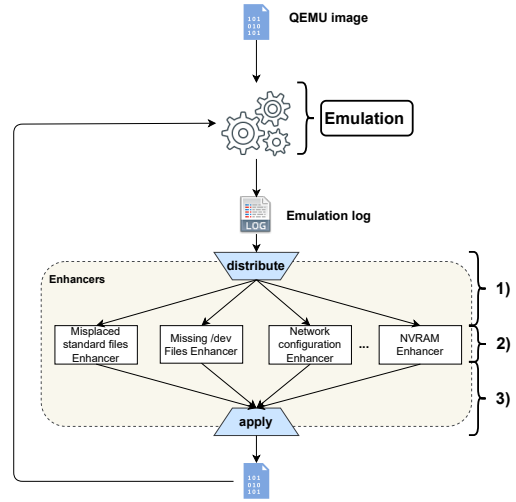 101
010
101
QEMU image
Emulation
LOG
Emulation log
distribute
Enhancers
1)
Misplaced
standard files
Enhancer
Missing /dev
Files Enhancer
Network
configuration
Enhancer
...
NVRAM
Enhancer
2)
3)
apply
101
010
101